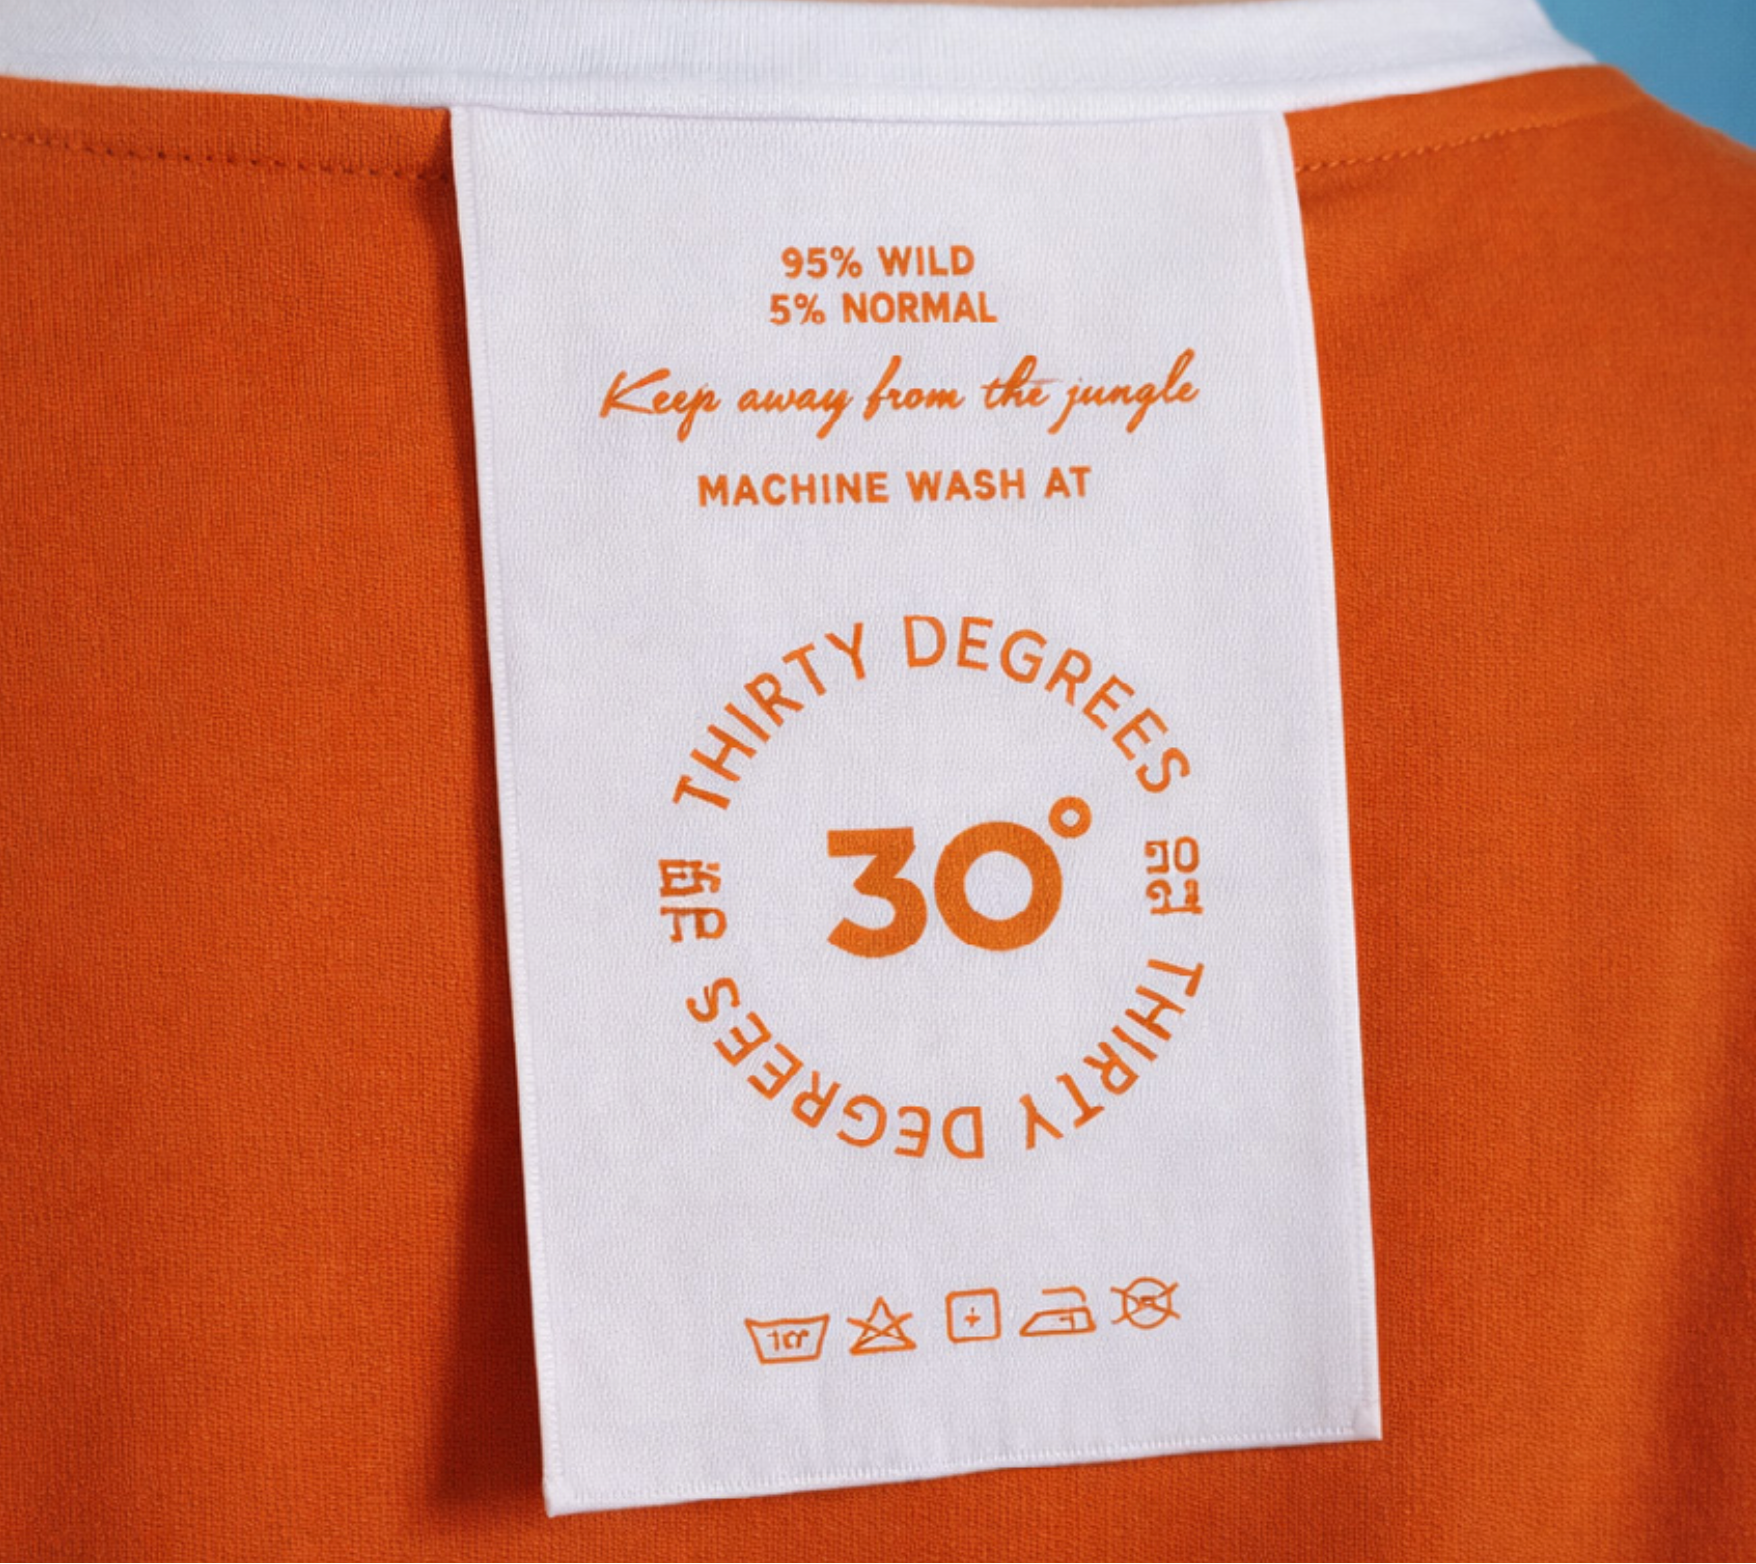 95% WILD
5% NORMAL
Keep away from the jungle
MACHINE WASH AT
THIRTY DEGREES
30°
THIRTY DEGREES